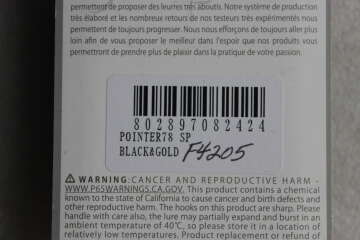 permettent de proposer des leurres très aboutis. Notre système de production
très élaboré et les nombreux retours de nos testeurs très expérimentés nous
permettent de toujours progresser. Nous nous efforçons de toujours aller plus
loin afin de vous proposer le meilleur dans l'espoir que nos produits vous
permettront de prendre plus de plaisir dans la pratique de votre passion.
8028997082424
POINTER78 SP
BLACK&GOLD F4205
⚠ WARNING: CANCER AND REPRODUCTIVE HARM -
WWW.P65WARNINGS.CA.GOV. This product contains a chemical
known to the state of California to cause cancer and birth defects and
other reproductive harm. The hooks on this product are sharp. Please
handle with care also, the lure may partially expand and burst in an
ambient temperature of 40℃, so please store it in a location of
relatively low temperatures. Product replacement or refund of